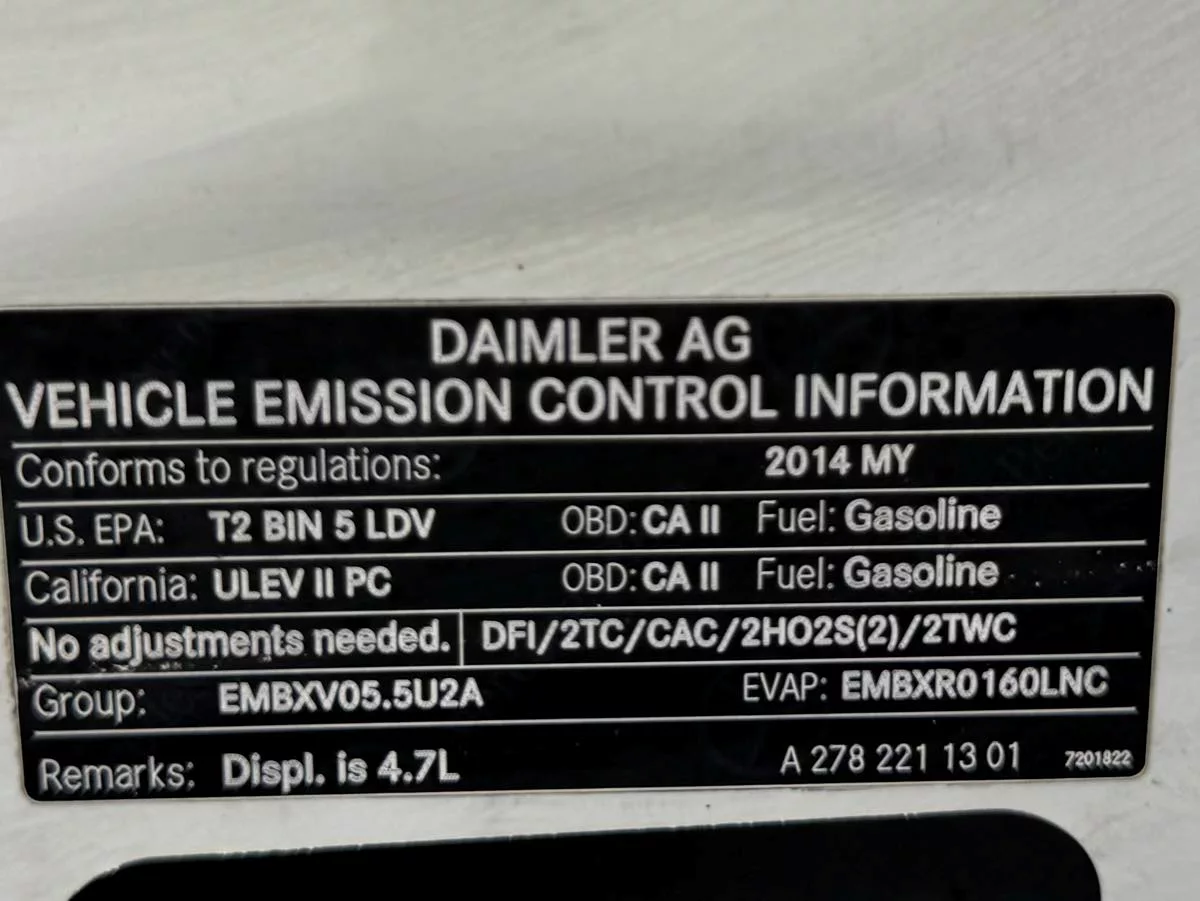 DAIMLER AG
VEHICLE EMISSION CONTROL INFORMATION
Conforms to regulations: 2014 MY
U.S. EPA: T2 BIN 5 LDV OBD: CA II Fuel: Gasoline
California: ULEV II PC OBD: CA II Fuel: Gasoline
No adjustments needed. DFI/2TC/CAC/2HO2S(2)/2TWC
Group: EMBXV05.5U2A EVAP: EMBXR0160LNC
Remarks: Displ. is 4.7L A 278 221 13 01 7201822